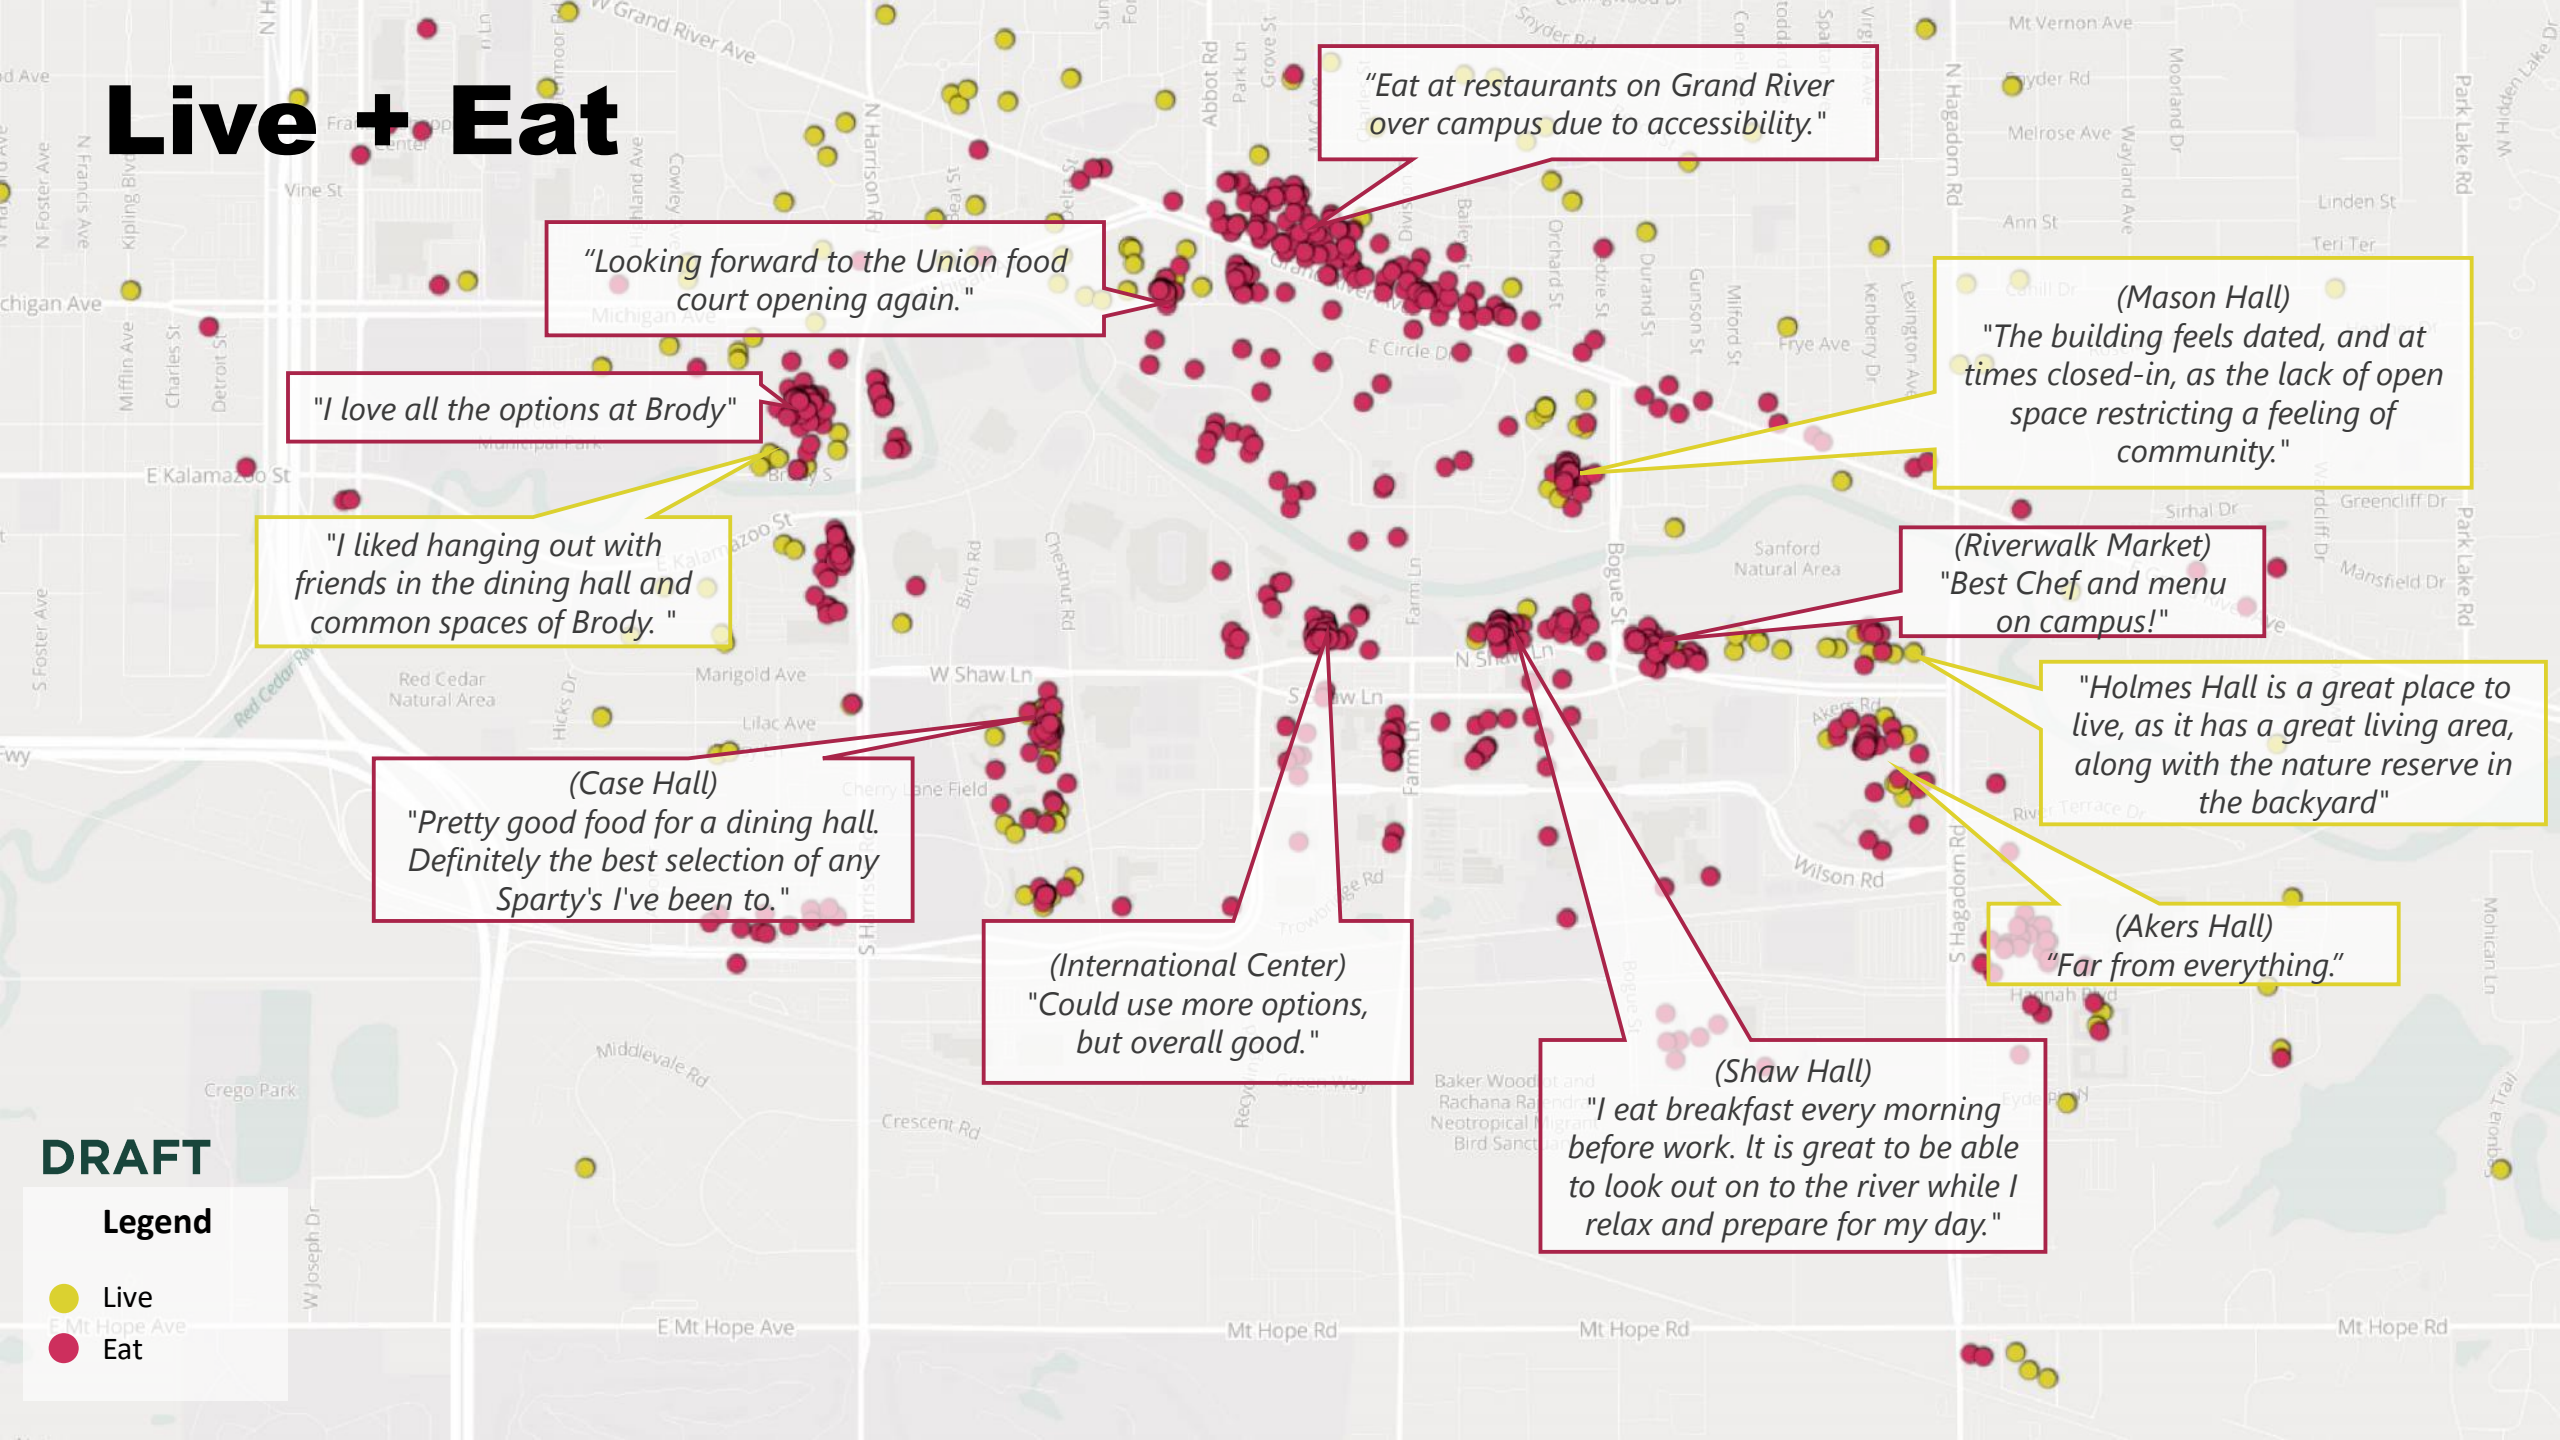 Live + Eat
“Eat at restaurants on Grand River
over campus due to accessibility."
“Looking forward to the Union food
court opening again."
"I love all the options at Brody"
"I liked hanging out with
friends in the dining hall and
common spaces of Brody. "
(Mason Hall)
"The building feels dated, and at
times closed-in, as the lack of open
space restricting a feeling of
community."
(Riverwalk Market)
"Best Chef and menu
on campus!"
"Holmes Hall is a great place to
live, as it has a great living area,
along with the nature reserve in
the backyard"
(Case Hall)
"Pretty good food for a dining hall.
Definitely the best selection of any
Sparty's I've been to."
(International Center)
"Could use more options,
but overall good."
(Akers Hall)
“Far from everything.”
(Shaw Hall)
"I eat breakfast every morning
before work. It is great to be able
to look out on to the river while I
relax and prepare for my day."
DRAFT
Legend
Live
Eat
W Grand River Ave
Abbot Rd
Park Ln
Grove St
Snyder Rd
Mt Vernon Ave
Melrose Ave
Moorland Dr
Wayland Ave
N Hagadorn Rd
Park Lake Rd
W Hidden Lake Dr
Linden St
Ann St
Teri Ter
Vine St
N Foster Ave
N Francis Ave
Kipling Blvd
Cowley Ave
Mifflin Ave
Charles St
Detroit St
E Kalamazoo St
Orchard St
Durand St
Gunson St
Milford St
Kenberry Dr
Lexington Ave
Frye Ave
Sirhal Dr
Greencliff Dr
Wardcliff Dr
Mansfield Dr
Park Lake Rd
Sanford
Natural Area
Birch Rd
Chestnut Rd
Farm Ln
Bogue St
S Foster Ave
Red Cedar
Natural Area
Hicks Dr
Marigold Ave
Lilac Ave
W Shaw Ln
Akers Rd
Farm Ln
Wilson Rd
S Hagadorn Rd
Mohican Ln
Crego Park
Middlevale Rd
Crescent Rd
W Joseph Dr
Sequoia Trail
E Mt Hope Ave
E Mt Hope Ave
Mt Hope Rd
Mt Hope Rd
Mt Hope Rd